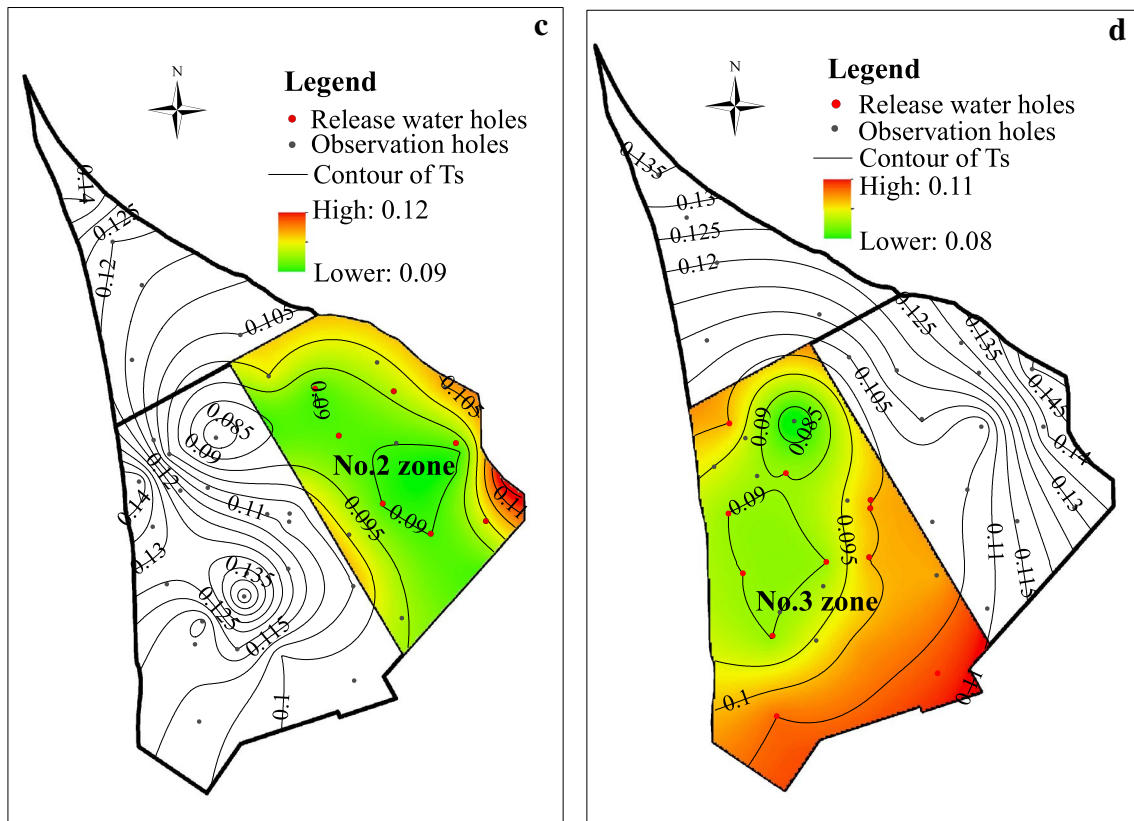 c
N
Legend
Release water holes
Observation holes
Contour of Ts
High: 0.12
Lower: 0.09
0.14
0.125
0.12
0.105
0.09
0.105
0.085
0.09
No.2 zone
0.12
0.14
0.11
0.11
0.09
0.095
0.13
0.135
0.125
0.115
0.1
d
N
Legend
Release water holes
Observation holes
Contour of Ts
High: 0.11
Lower: 0.08
0.135
0.13
0.125
0.12
0.125
0.135
0.145
0.105
0.09
0.085
0.14
0.09
0.13
0.095
0.11
0.115
No.3 zone
0.1
0.11